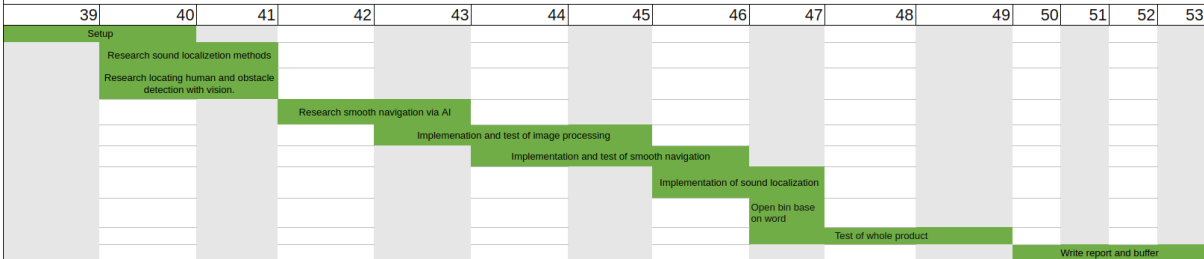 39 40 41 42 43 44 45 46 47 48 49 50 51 52 53
Setup
Research sound localizetion methods
Research locating human and obstacle
detection with vision.
Research smooth navigation via AI
Implemenation and test of image processing
Implementation and test of smooth navigation
Implementation of sound localization
Open bin base
on word
Test of whole product
Write report and buffer